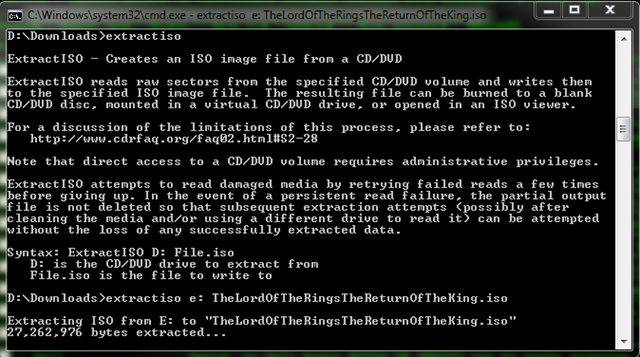 C:\Windows\system32\cmd.exe - extractiso e: TheLordOfTheRingsTheReturnOfTheKing.iso
D:\Downloads>extractiso
ExtractISO - Creates an ISO image file from a CD/DVD
ExtractISO reads raw sectors from the specified CD/DVD volume and writes them
to the specified ISO image file.  The resulting file can be burned to a blank
CD/DVD disc, mounted in a virtual CD/DVD drive, or opened in an ISO viewer.
For a discussion of the limitations of this process, please refer to:
http://www.cdrfaq.org/faq02.html#S2-28
Note that direct access to a CD/DVD volume requires administrative privileges.
ExtractISO attempts to read damaged media by retrying failed reads a few times
before giving up. In the event of a persistent read failure, the partial output
file is not deleted so that subsequent extraction attempts (possibly after
cleaning the media and/or using a different drive to read it) can be attempted
without the loss of any successfully extracted data.
Syntax: ExtractISO D: File.iso
D: is the CD/DVD drive to extract from
File.iso is the file to write to
D:\Downloads>extractiso e: TheLordOfTheRingsTheReturnOfTheKing.iso
Extracting ISO from E: to "TheLordOfTheRingsTheReturnOfTheKing.iso"
27,262,976 bytes extracted...